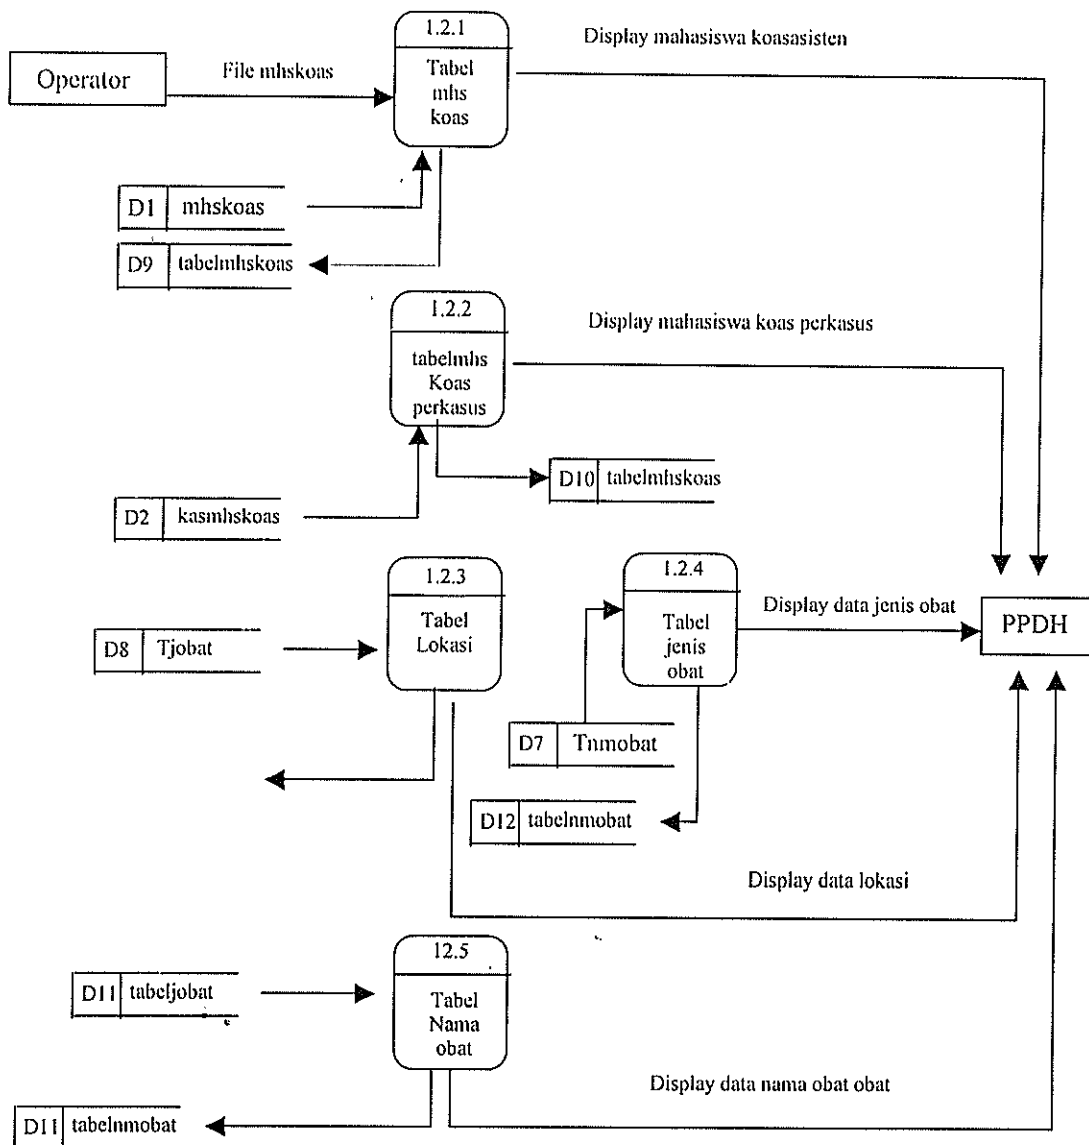 1.2.1
Display mahasiswa koasasisten
Operator
File mhskoas
Tabel
mhs
koas
D1 mhskoas
D9 tabelmhskoas
1.2.2
Display mahasiswa koas perkasus
tabelmhs
Koas
perkasus
D10 tabelmhskoas
D2 kasmhskoas
1.2.3
Tabel
Lokasi
1.2.4
Tabel
jenis
obat
Display data jenis obat
PPDH
D8 Tjobat
D7 Tnmobat
D12 tabelnmobat
Display data lokasi
12.5
D11 tabeljobat
Tabel
Nama
obat
Display data nama obat obat
D11 tabelnmobat